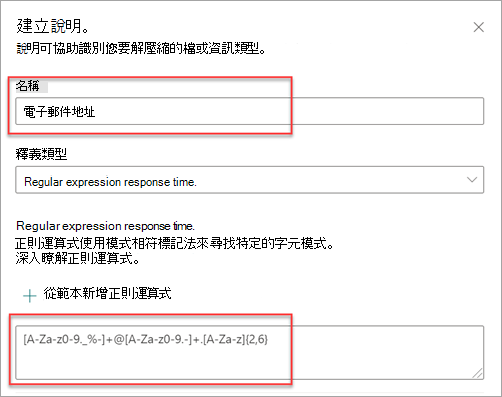 建立說明。
說明可協助識別您要解壓縮的檔或資訊類型。
名稱
電子郵件地址
釋義類型
Regular expression response time.
Regular expression response time.
正則運算式使用模式相符標記法來尋找特定的字元模式。
深入瞭解正則運算式。
從範本新增正則運算式
[A-Za-z0-9._%-]+@[A-Za-z0-9.-]+.[A-Za-z]{2,6}